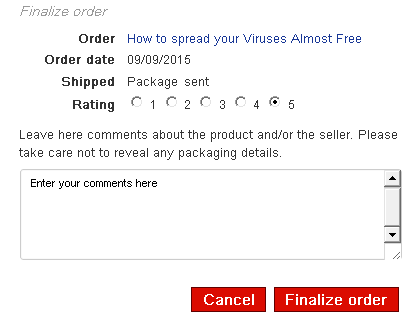 Finalize order
Order How to spread your Viruses Almost Free
Order date 09/09/2015
Shipped Package sent
Rating 1 2 3 4 5
Leave here comments about the product and/or the seller. Please
take care not to reveal any packaging details.
Enter your comments here
Cancel Finalize order